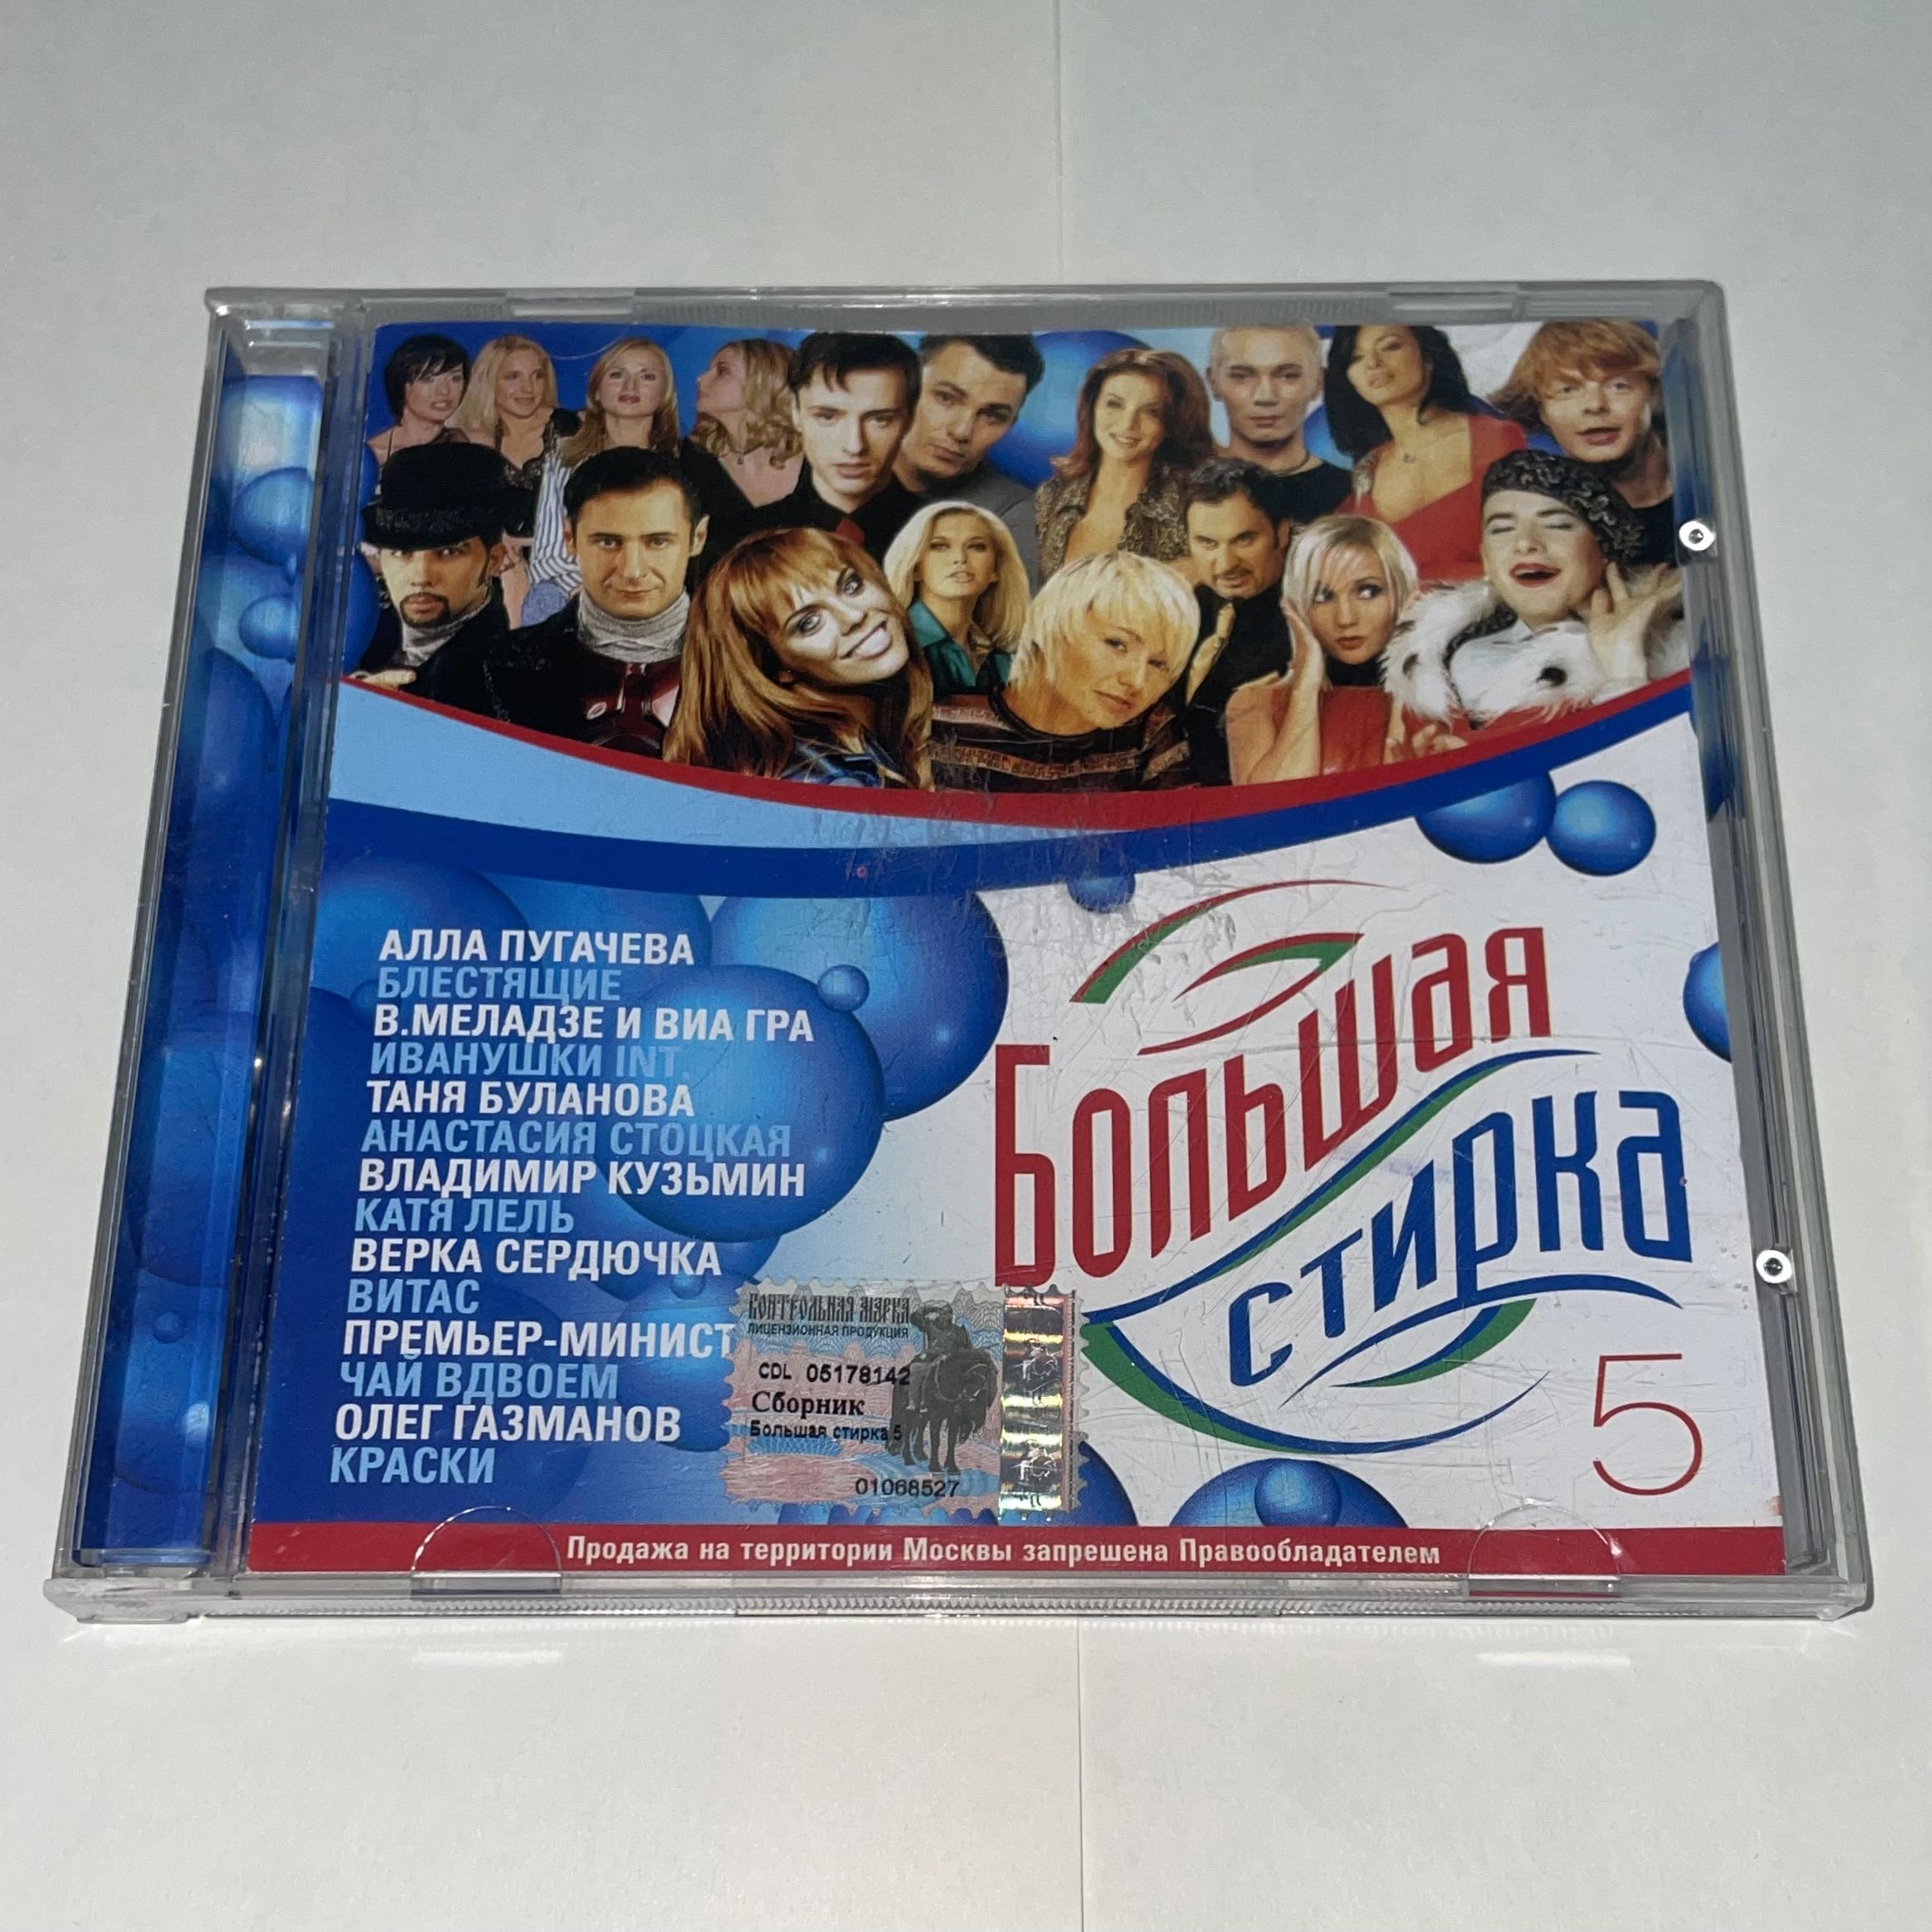 АЛЛА ПУГАЧЕВА
БЛЕСТЯЩИЕ
В.МЕЛАДЗЕ И ВИА ГРА
ИВАНУШКИ INT.
ТАНЯ БУЛАНОВА
АНАСТАСИЯ СТОЦКАЯ
ВЛАДИМИР КУЗЬМИН
КАТЯ ЛЕЛЬ
ВЕРКА СЕРДЮЧКА
ВИТАС
ПРЕМЬЕР-МИНИСТ
ЧАЙ ВДВОЕМ
ОЛЕГ ГАЗМАНОВ
КРАСКИ
Большая
стирка
5
КОНТРОЛЬНАЯ МАРКА
ЛИЦЕНЗИОННАЯ ПРОДУКЦИЯ
CDL 05178142
Сборник
Большая стирка 5
01068527
Продажа на территории Москвы запрещена Правообладателем